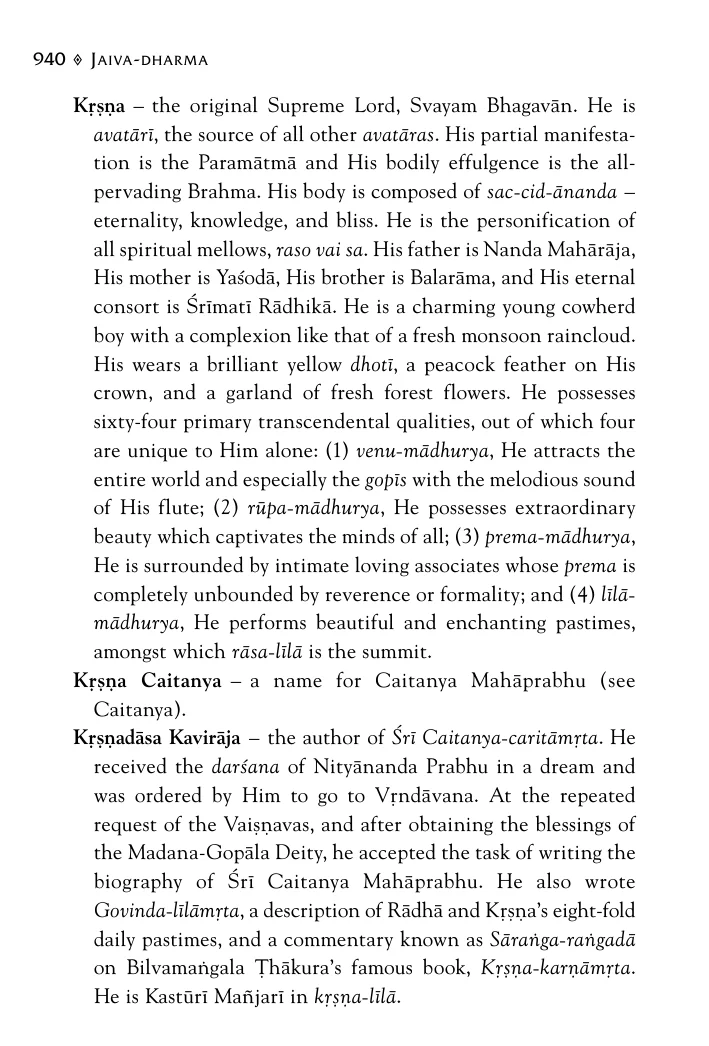 940 ◈ Jaiva-dharma
Kṛṣṇa – the original Supreme Lord, Svayam Bhagavān. He is
avatārī, the source of all other avatāras. His partial manifesta-
tion is the Paramātmā and His bodily effulgence is the all-
pervading Brahma. His body is composed of sac-cid-ānanda –
eternality, knowledge, and bliss. He is the personification of
all spiritual mellows, raso vai sa. His father is Nanda Mahārāja,
His mother is Yaśodā, His brother is Balarāma, and His eternal
consort is Śrīmatī Rādhikā. He is a charming young cowherd
boy with a complexion like that of a fresh monsoon raincloud.
His wears a brilliant yellow dhotī, a peacock feather on His
crown, and a garland of fresh forest flowers. He possesses
sixty-four primary transcendental qualities, out of which four
are unique to Him alone: (1) venu-mādhurya, He attracts the
entire world and especially the gopīs with the melodious sound
of His flute; (2) rūpa-mādhurya, He possesses extraordinary
beauty which captivates the minds of all; (3) prema-mādhurya,
He is surrounded by intimate loving associates whose prema is
completely unbounded by reverence or formality; and (4) līlā-
mādhurya, He performs beautiful and enchanting pastimes,
amongst which rāsa-līlā is the summit.
Kṛṣṇa Caitanya – a name for Caitanya Mahāprabhu (see
Caitanya).
Kṛṣṇadāsa Kavirāja – the author of Śrī Caitanya-caritāmṛta. He
received the darśana of Nityānanda Prabhu in a dream and
was ordered by Him to go to Vṛndāvana. At the repeated
request of the Vaiṣṇavas, and after obtaining the blessings of
the Madana-Gopāla Deity, he accepted the task of writing the
biography of Śrī Caitanya Mahāprabhu. He also wrote
Govinda-līlāmṛta, a description of Rādhā and Kṛṣṇa’s eight-fold
daily pastimes, and a commentary known as Sāraṅga-raṅgadā
on Bilvamaṅgala Ṭhākura’s famous book, Kṛṣṇa-karṇāmṛta.
He is Kastūrī Mañjarī in kṛṣṇa-līlā.